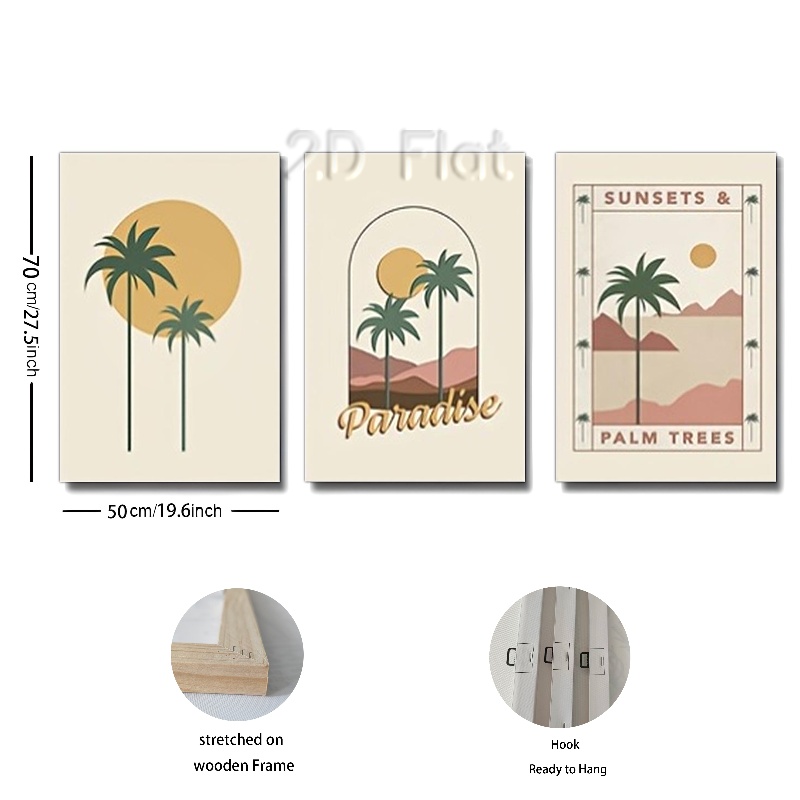 2D Flat
SUNSETS &
Paradise
PALM TREES
70cm/27.5inch
50cm/19.6inch
stretched on
wooden Frame
Hook
Ready to Hang